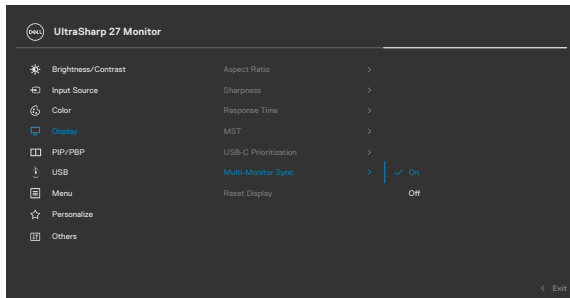 DELL UltraSharp 27 Monitor
Brightness/Contrast
Input Source
Color
Display
PIP/PBP
USB
Menu
Personalize
Others
Aspect Ratio
Sharpness
Response Time
MST
USB-C Prioritization
Multi-Monitor Sync
Reset Display
On
Off
Exit